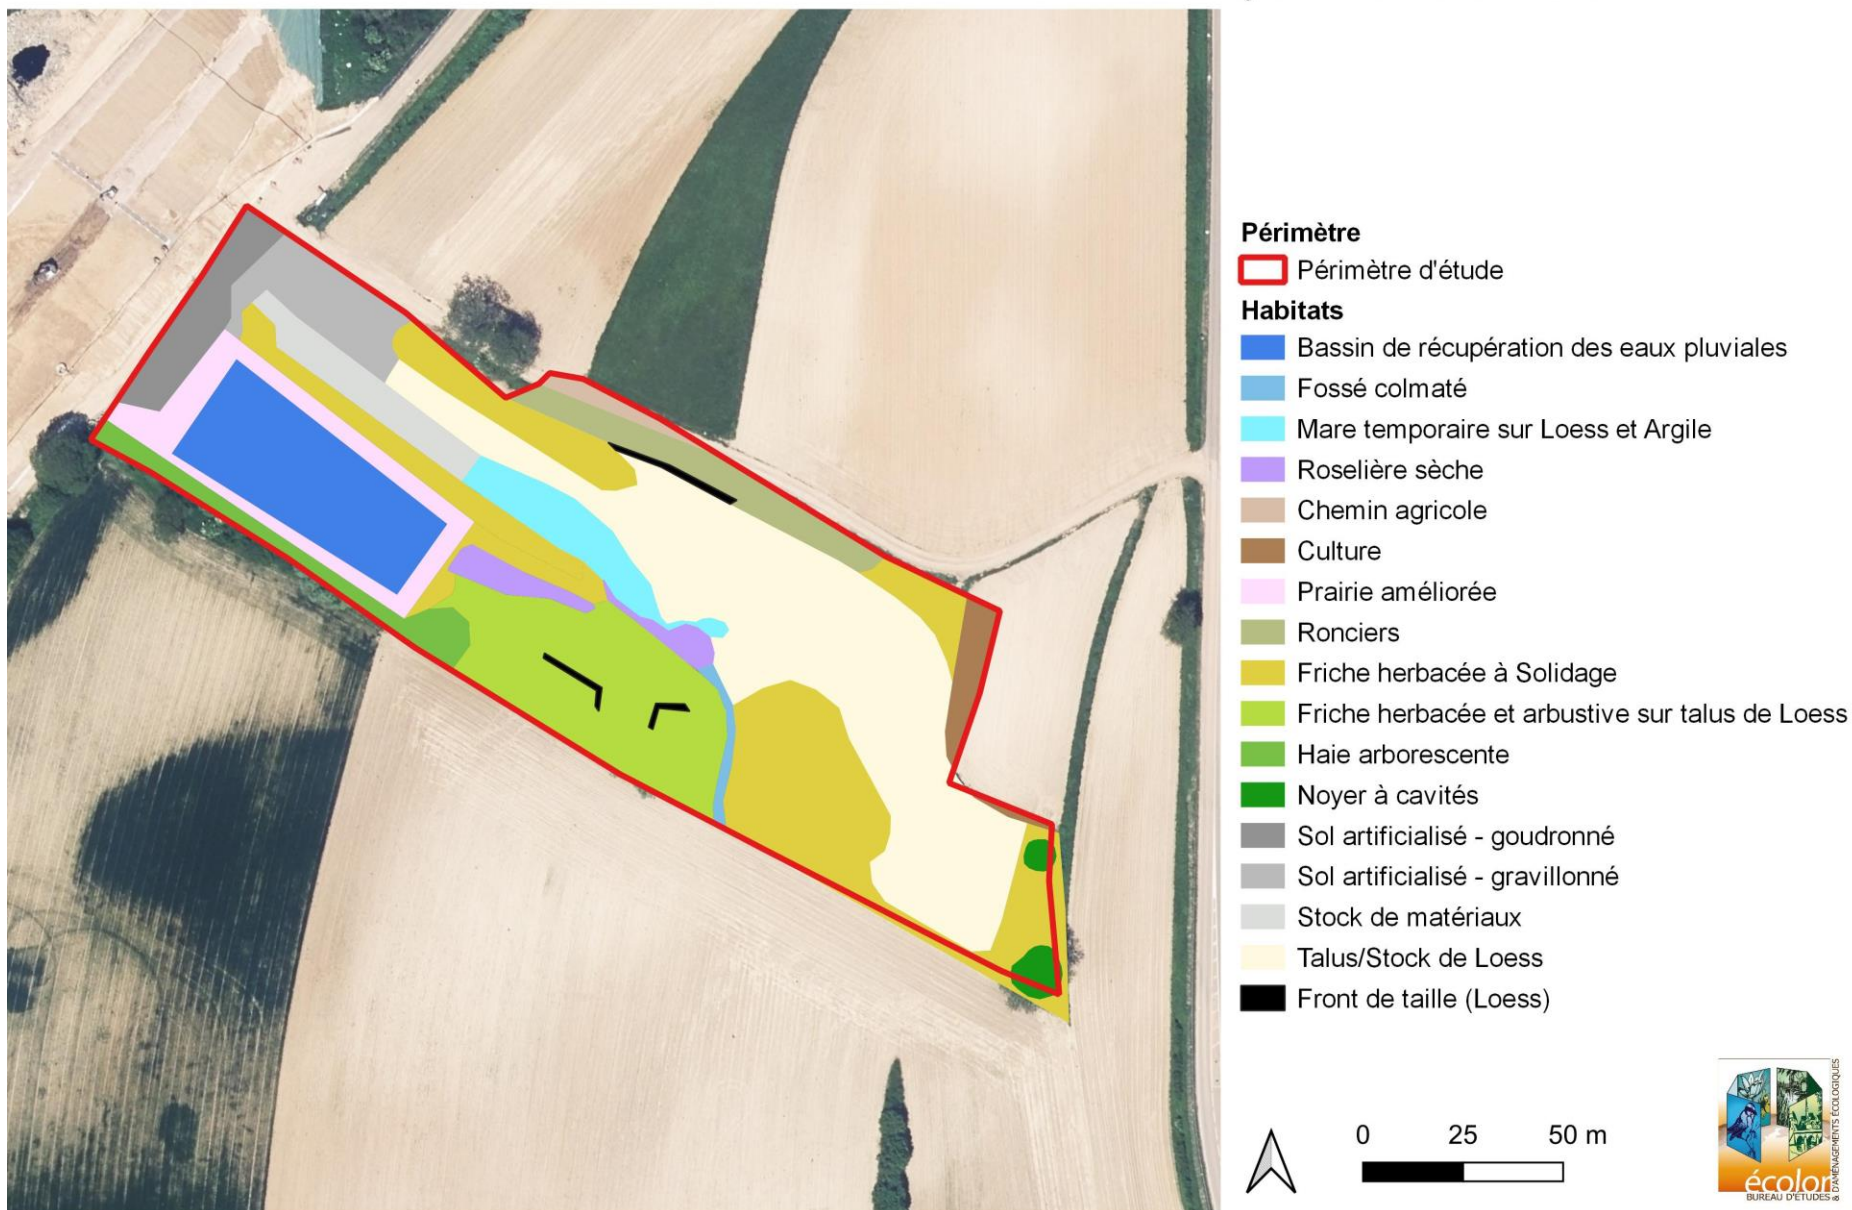 Périmètre
Périmètre d'étude
Habitats
Bassin de récupération des eaux pluviales
Fossé colmaté
Mare temporaire sur Loess et Argile
Roselière sèche
Chemin agricole
Culture
Prairie améliorée
Ronciers
Friche herbacée à Solidage
Friche herbacée et arbustive sur talus de Loess
Haie arborescente
Noyer à cavités
Sol artificialisé - goudronné
Sol artificialisé - gravillonné
Stock de matériaux
Talus/Stock de Loess
Front de taille (Loess)
0 25 50 m
écolor
BUREAU D'ÉTUDES
& D'AMÉNAGEMENTS ÉCOLOGIQUES